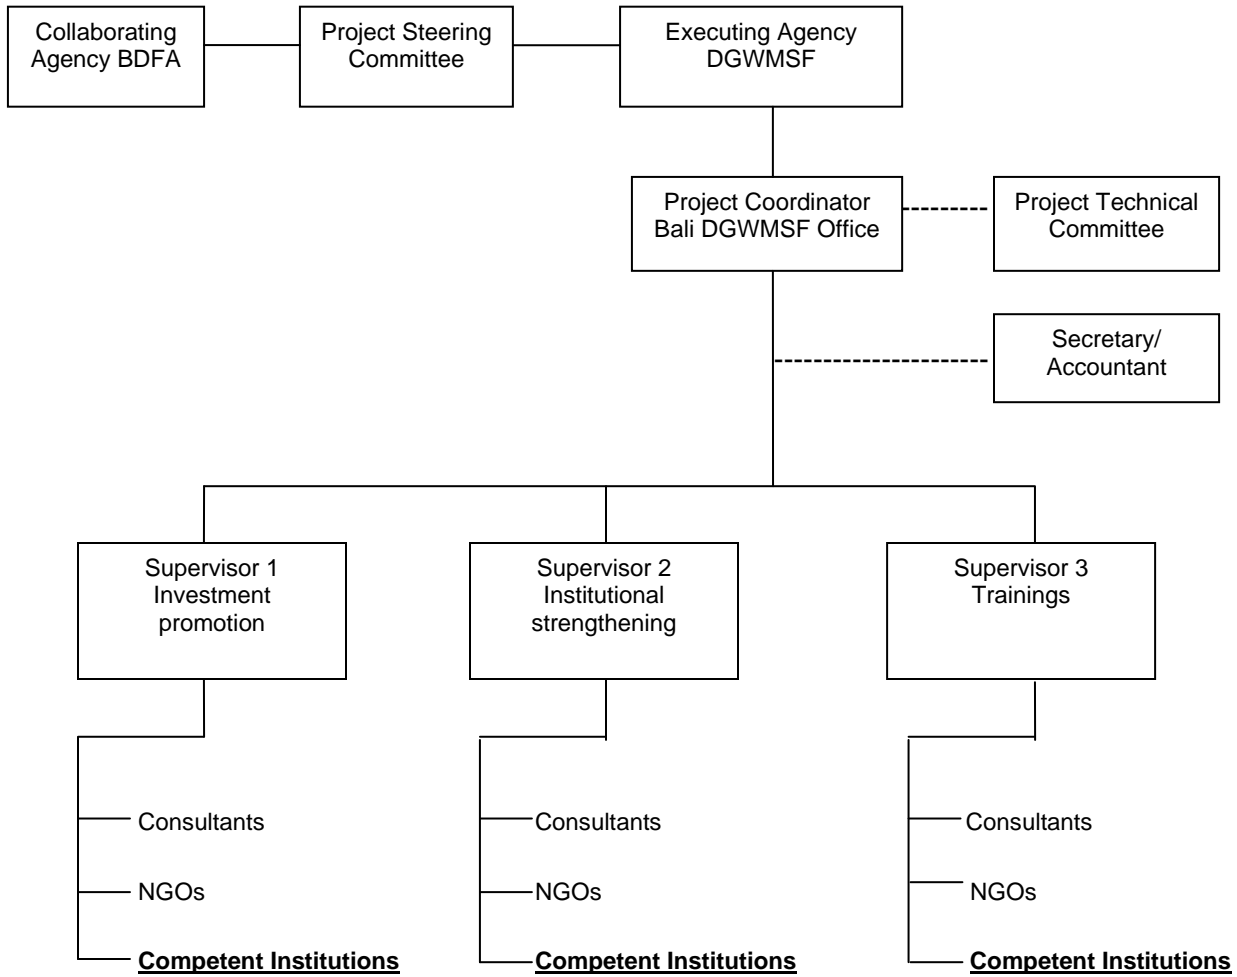 Collaborating
Agency BDFA
Project Steering
Committee
Executing Agency
DGWMSF
Project Coordinator
Bali DGWMSF Office
Project Technical
Committee
Secretary/
Accountant
Supervisor 1
Investment
promotion
Supervisor 2
Institutional
strengthening
Supervisor 3
Trainings
Consultants
NGOs
Competent Institutions
Consultants
NGOs
Competent Institutions
Consultants
NGOs
Competent Institutions